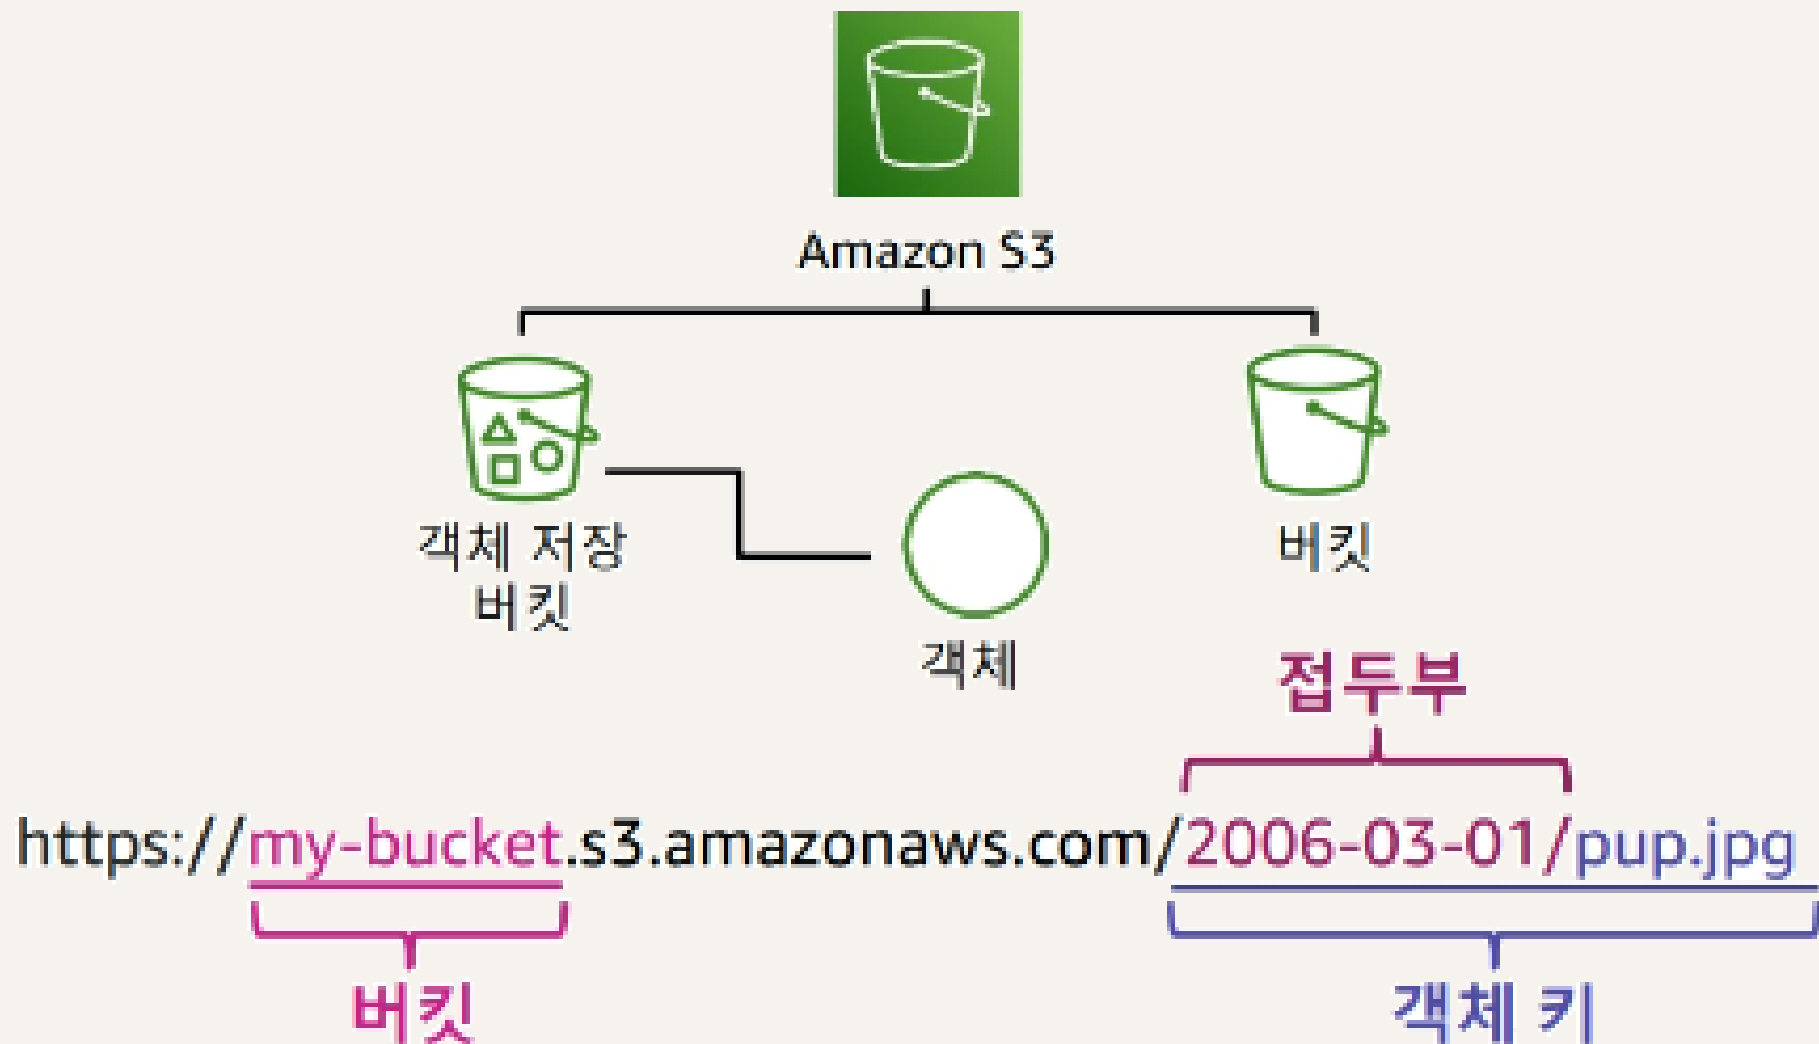 Amazon S3
객체 저장
버킷
객체
버킷
접두부
https://my-bucket.s3.amazonaws.com/2006-03-01/pup.jpg
버킷
객체 키